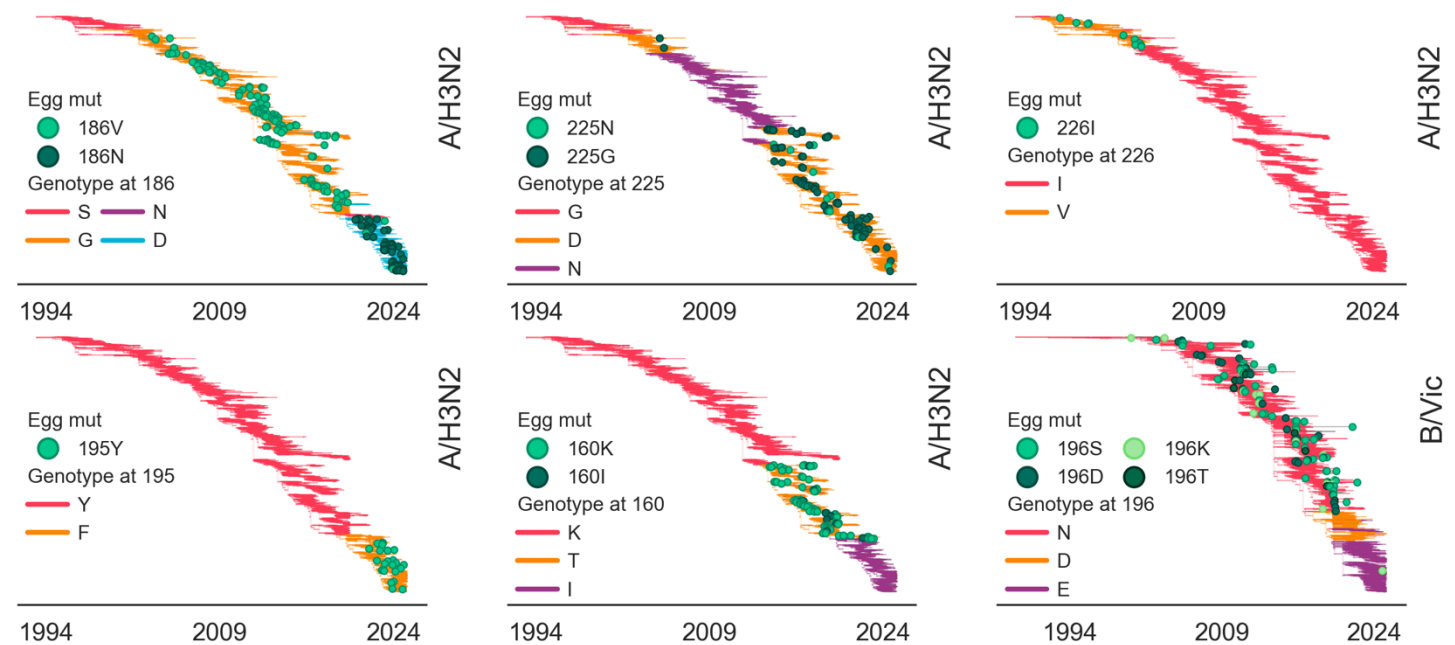 A/H3N2
Egg mut
186V
186N
Genotype at 186
S N
G D
1994 2009 2024
A/H3N2
Egg mut
225N
225G
Genotype at 225
G
D
N
1994 2009 2024
A/H3N2
Egg mut
226I
Genotype at 226
I
V
1994 2009 2024
A/H3N2
Egg mut
195Y
Genotype at 195
Y
F
1994 2009 2024
A/H3N2
Egg mut
160K
160I
Genotype at 160
K
T
I
1994 2009 2024
B/Vic
Egg mut
196S 196K
196D 196T
Genotype at 196
N
D
E
1994 2009 2024